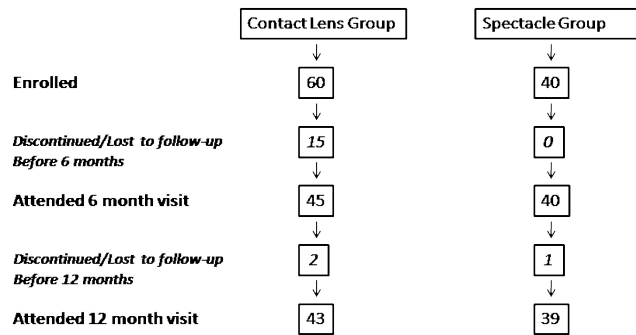 Contact Lens Group Spectacle Group
Enrolled 60 40
Discontinued/Lost to follow-up 15 0
Before 6 months
Attended 6 month visit 45 40
Discontinued/Lost to follow-up 2 1
Before 12 months
Attended 12 month visit 43 39